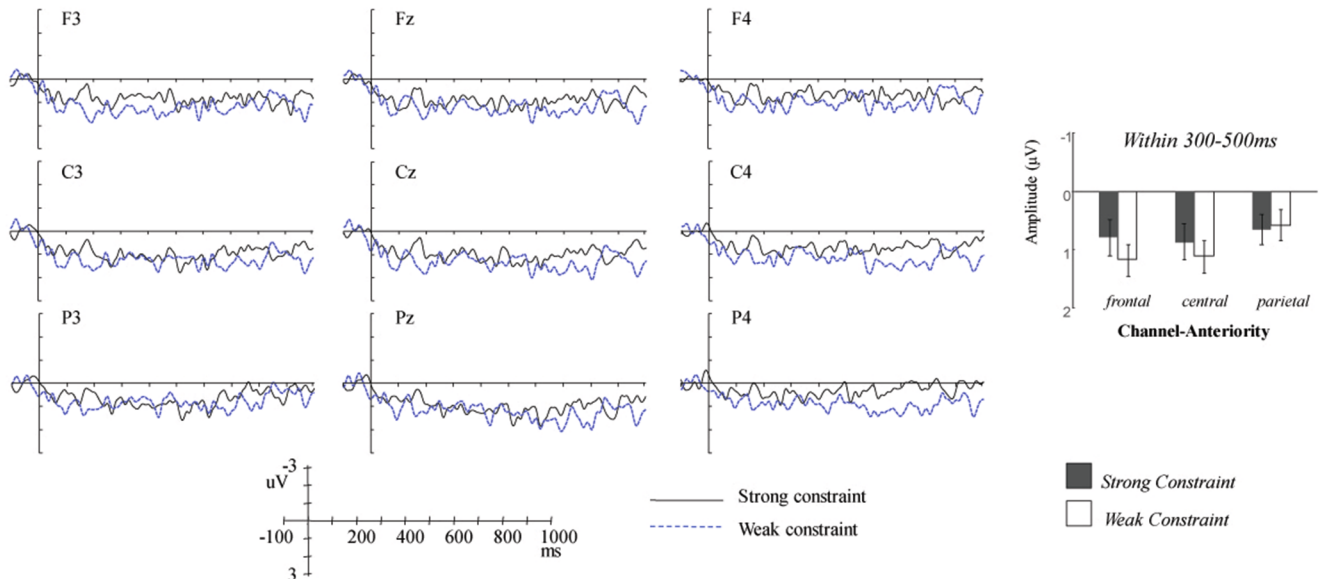 F3
Fz
F4
C3
Cz
C4
P3
Pz
P4
-3
uV
-100 200 400 600 800 1000
ms
3
Strong constraint
Weak constraint
Within 300-500ms
Amplitude (μV)
-1
0
1
2
frontal central parietal
Channel-Anteriority
Strong Constraint
Weak Constraint